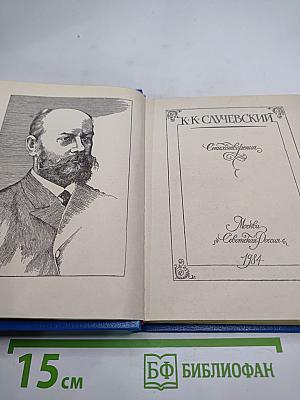 К·К·СЛУЧЕВСКИЙ
Стихотворения
Москва
„Советская Россия“
1984
15 см
БФ БИБЛИОФАН